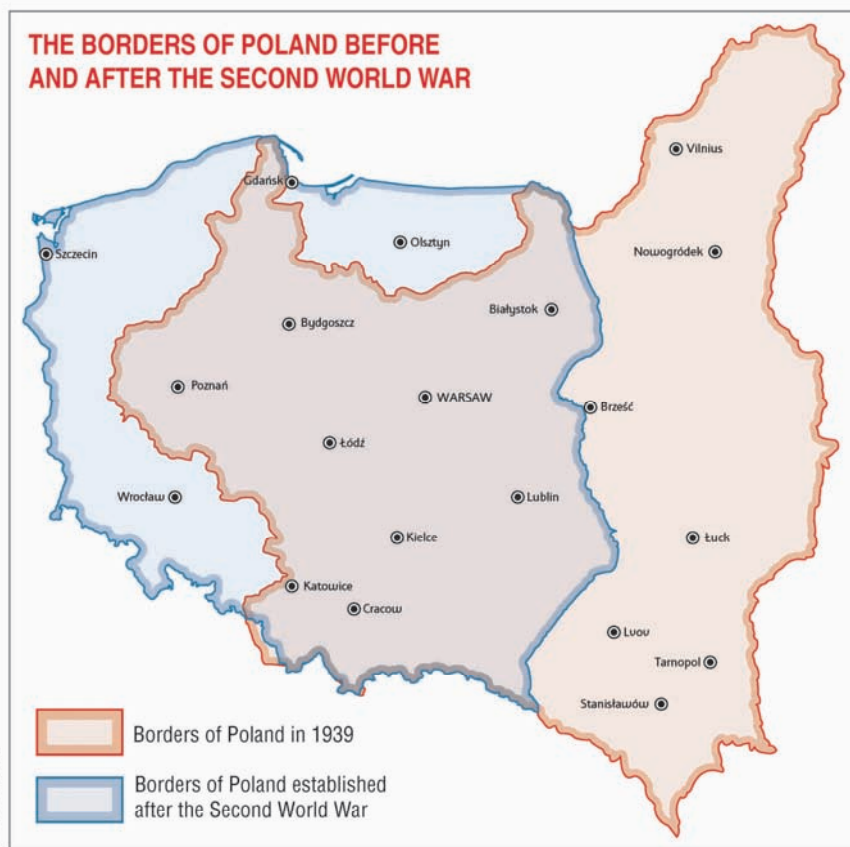 THE BORDERS OF POLAND BEFORE
AND AFTER THE SECOND WORLD WAR
Vilnius
Gdańsk
Olsztyn
Szczecin
Nowogródek
Białystok
Bydgoszcz
Poznań
WARSAW
Brześć
Łódź
Wrocław
Lublin
Kielce
Łuck
Katowice
Cracow
Lvov
Tarnopol
Stanisławów
Borders of Poland in 1939
Borders of Poland established
after the Second World War